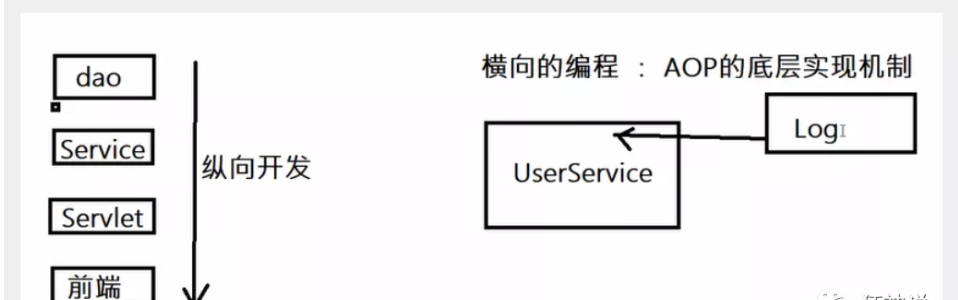 dao
Service
Servlet
前端
纵向开发
横向的编程 ： AOP的底层实现机制
UserService
Log